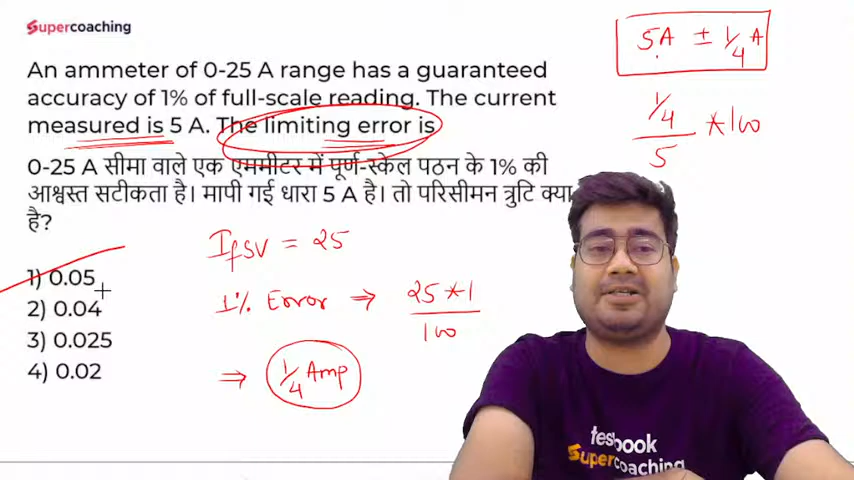 Supercoaching
An ammeter of 0-25 A range has a guaranteed
accuracy of 1% of full-scale reading. The current
measured is 5 A. The limiting error is
0-25 A सीमा वाले एक एममीटर में पूर्ण-स्केल पठन के 1% की
आश्वस्त सटीकता है। मापी गई धारा 5 A है। तो परिसीमन त्रुटि क्या
है?
1) 0.05
2) 0.04
3) 0.025
4) 0.02
IfSV = 25
1% Error ⇒ 25 * 1
100
⇒ 1/4 Amp
5A ± 1/4 A
1/4
5
* 100
testbook
Supercoaching